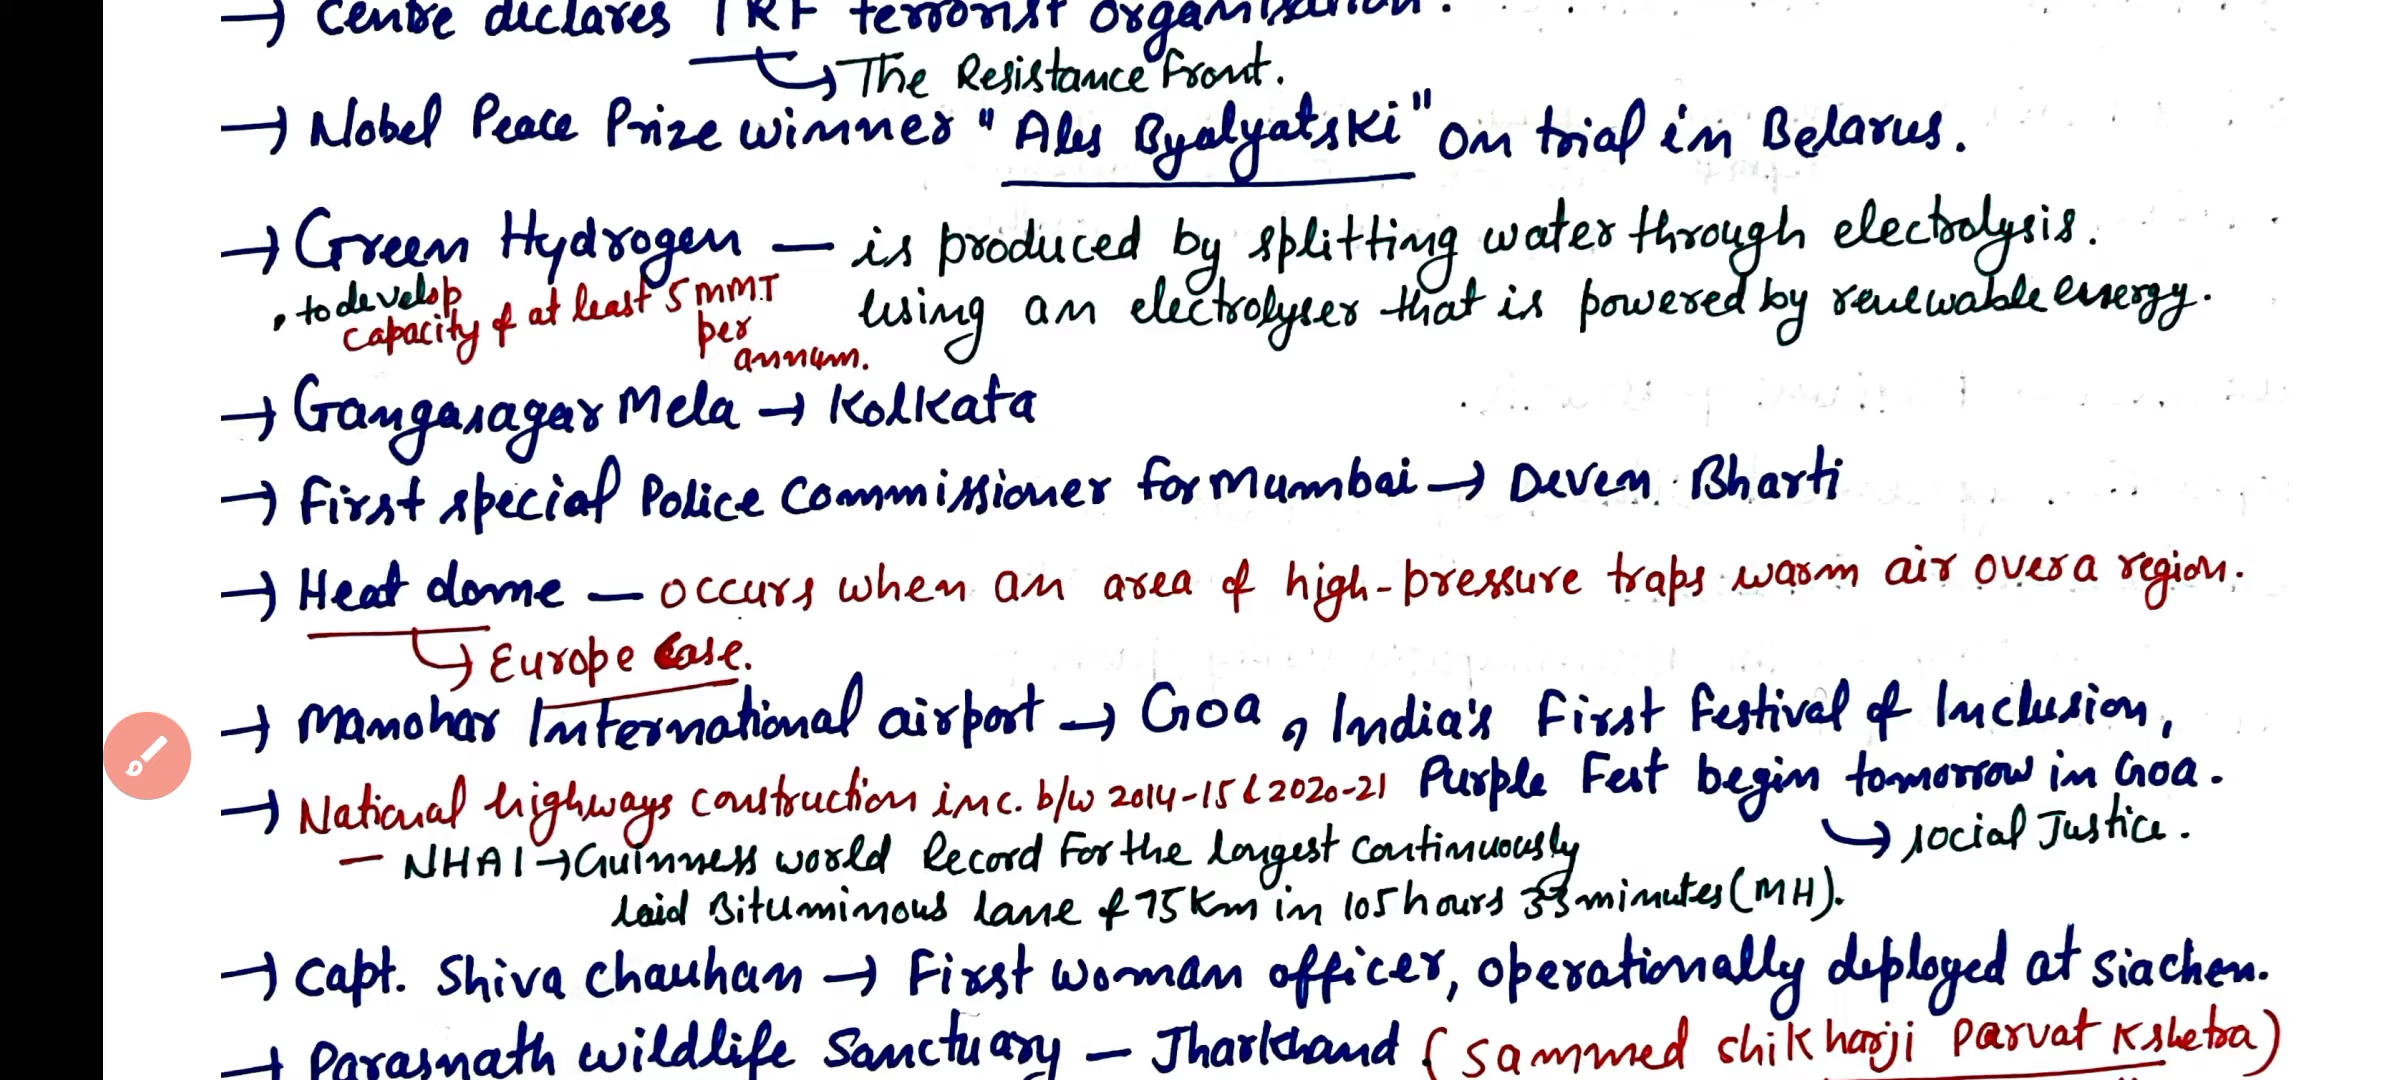 → Centre declares TRF terrorist organisation.
↳ The Resistance Front.
→ Nobel Peace Prize winner "Ales Byalyatski" on trial in Belarus.
→ Green Hydrogen — is produced by splitting water through electrolysis.
, to develop capacity of at least 5 MMT per annum.
using an electrolyser that is powered by renewable energy.
→ Gangasagar Mela → Kolkata
→ First special Police Commissioner for Mumbai → Deven Bharti
→ Heat dome — occurs when an area of high-pressure traps warm air over a region.
↳ Europe Case.
→ Manohar International airport → Goa, India's First Festival of Inclusion,
Purple Fest begin tomorrow in Goa.
↳ social Justice.
→ National highways construction inc. b/w 2014-15 & 2020-21
— NHAI → Guinness world Record For the longest continuously
laid Bituminous lane of 75 Km in 105 hours 33 minutes (MH).
→ Capt. Shiva Chauhan → First woman officer, operationally deployed at siachen.
→ Parasnath wildlife Sanctuary — Jharkhand (Sammed Shikharji Parvat Kshetra)